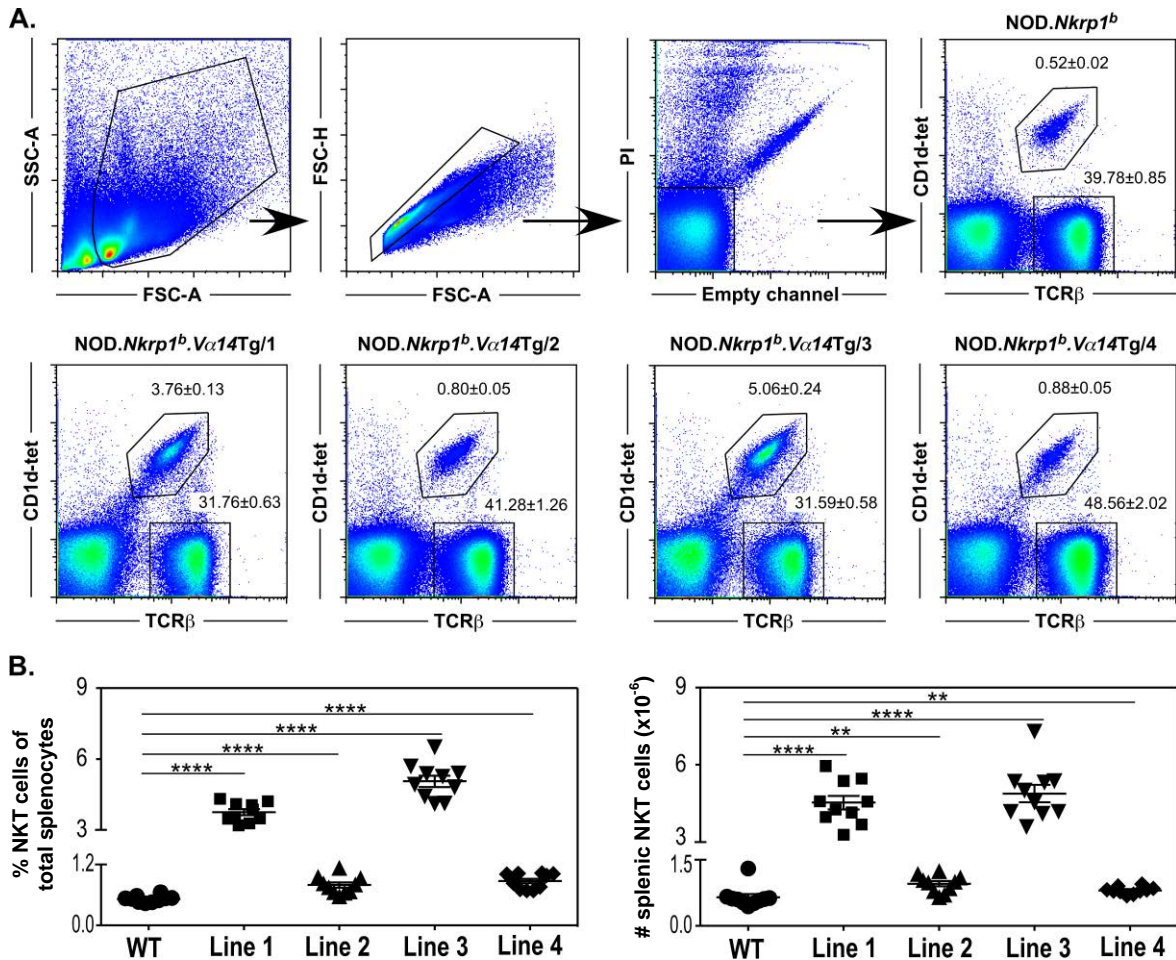 A.
NOD.Nkrp1ᵇ
SSC-A
FSC-A
FSC-H
FSC-A
PI
Empty channel
CD1d-tet
0.52±0.02
39.78±0.85
TCRβ
NOD.Nkrp1ᵇ.Vα14Tg/1
CD1d-tet
3.76±0.13
31.76±0.63
TCRβ
NOD.Nkrp1ᵇ.Vα14Tg/2
CD1d-tet
0.80±0.05
41.28±1.26
TCRβ
NOD.Nkrp1ᵇ.Vα14Tg/3
CD1d-tet
5.06±0.24
31.59±0.58
TCRβ
NOD.Nkrp1ᵇ.Vα14Tg/4
CD1d-tet
0.88±0.05
48.56±2.02
TCRβ
B.
% NKT cells of
total splenocytes
9
6
3
1.2
0.0
****
****
****
****
WT Line 1 Line 2 Line 3 Line 4
# splenic NKT cells (x10⁻⁶)
9
6
3
1.5
0.0
**
****
**
****
WT Line 1 Line 2 Line 3 Line 4